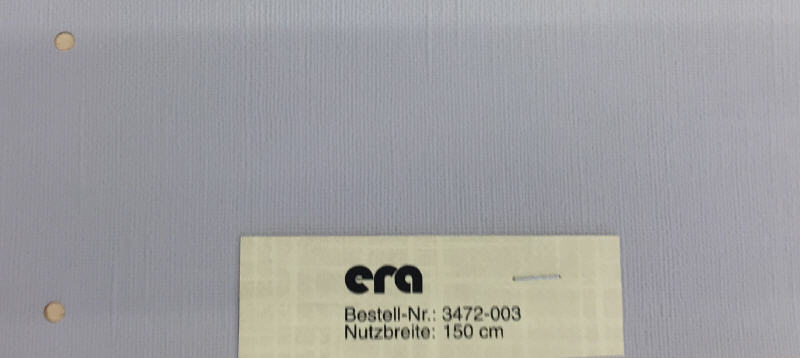 era
Bestell-Nr.: 3472-003
Nutzbreite: 150 cm